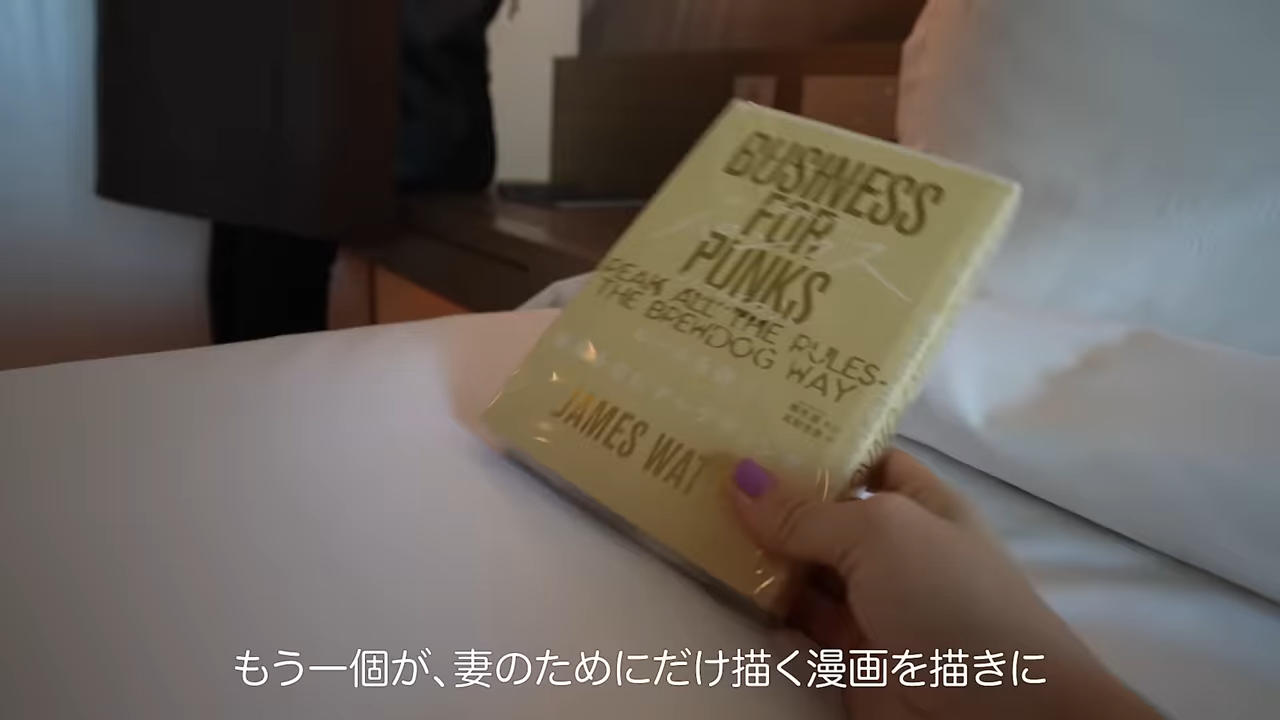 BUSINESS
FOR
PUNKS
BREAK ALL THE RULES-
THE BREWDOG WAY
JAMES WAT
もう一個が、妻のためにだけ描く漫画を描きに